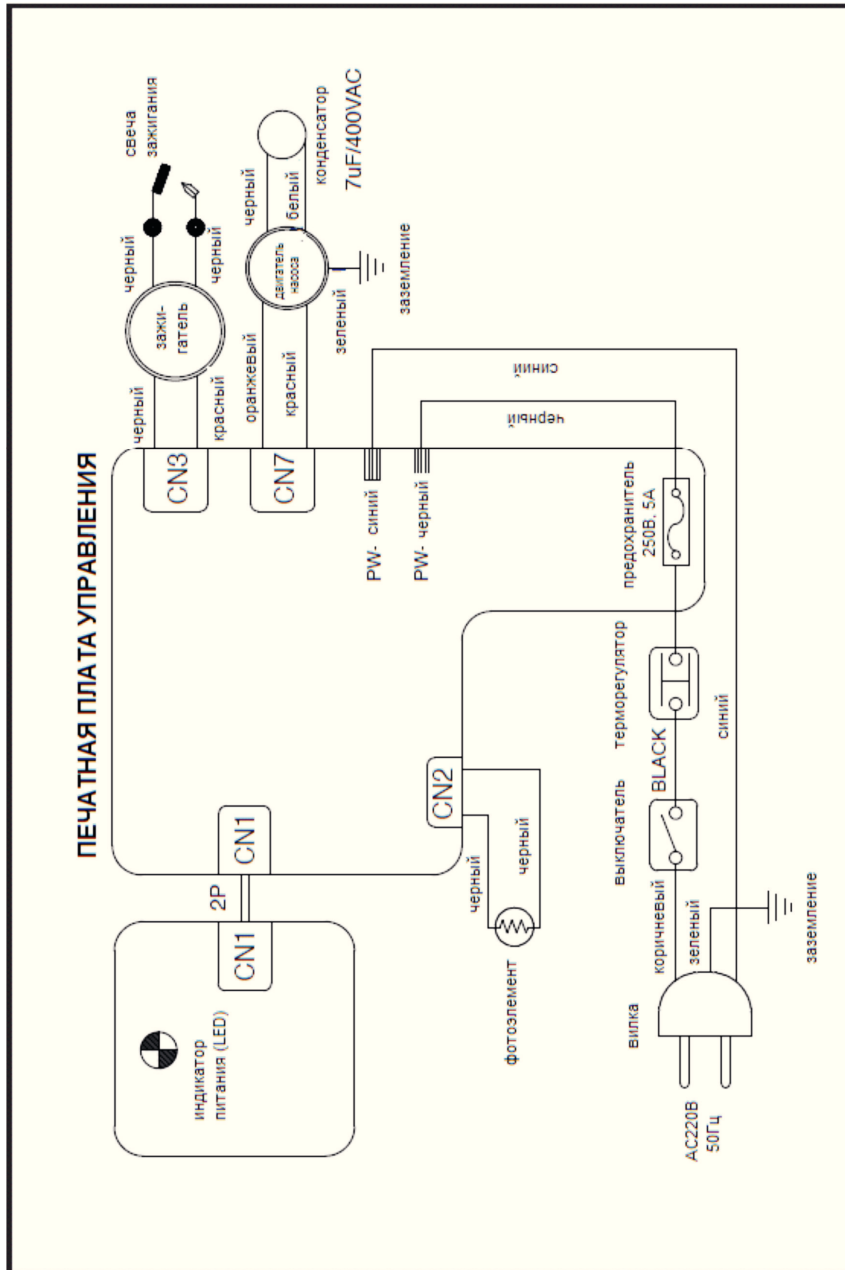 ПЕЧАТНАЯ ПЛАТА УПРАВЛЕНИЯ
индикатор
питания (LED)
CN1
2P
CN1
CN3
черный
красный
зажи-
гатель
черный
черный
свеча
зажигания
CN7
оранжевый
красный
двигатель
насоса
черный
белый
конденсатор
7uF/400VAC
зеленый
заземление
PW- синий
PW- черный
синий
черный
CN2
черный
черный
фотоэлемент
вилка
AC220В
50Гц
коричневый
зеленый
заземление
выключатель
BLACK
терморегулятор
синий
предохранитель
250В, 5А